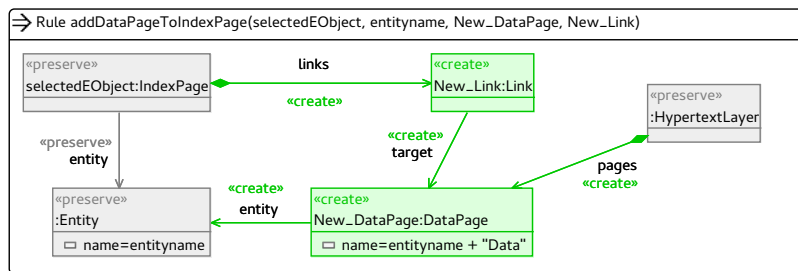 Rule addDataPageToIndexPage(selectedEObject, entityname, New_DataPage, New_Link)
«preserve»
selectedEObject:IndexPage
links
«create»
«create»
New_Link:Link
«preserve»
:HypertextLayer
«preserve»
entity
«create»
target
pages
«create»
«preserve»
:Entity
name=entityname
«create»
entity
«create»
New_DataPage:DataPage
name=entityname + "Data"